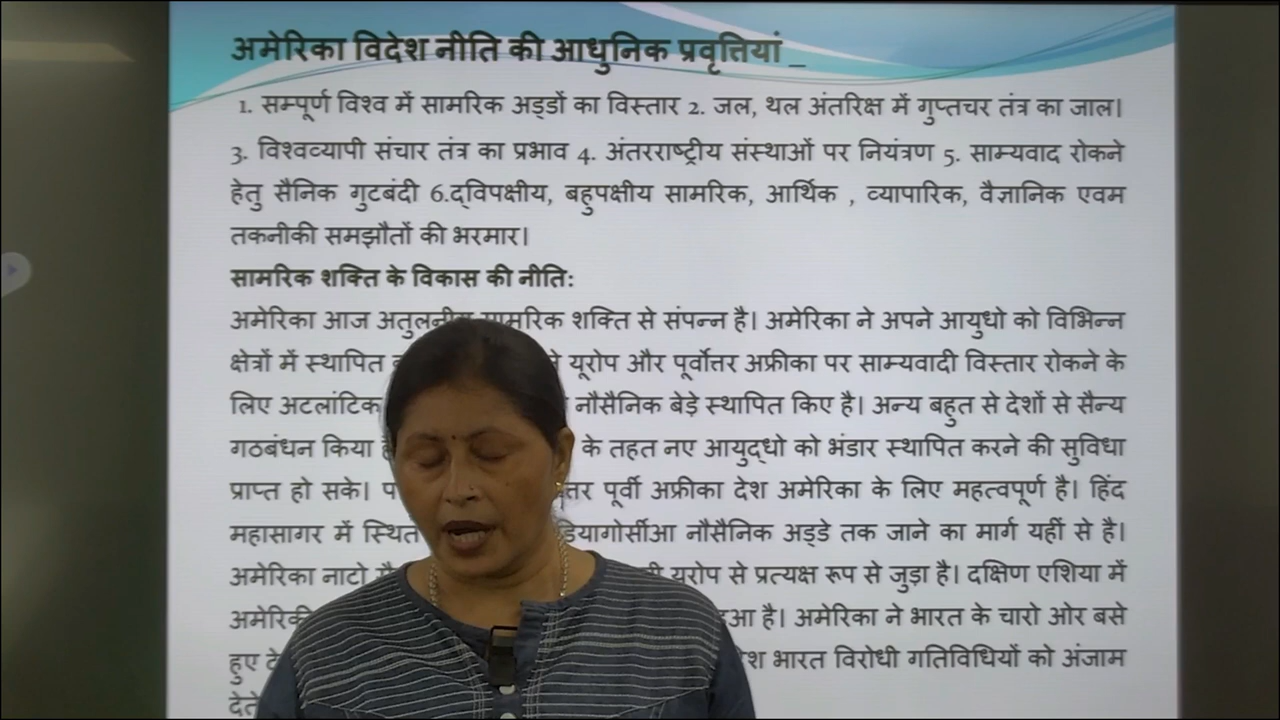 अमेरिका विदेश नीति की आधुनिक प्रवृत्तियां _
1. सम्पूर्ण विश्व में सामरिक अड्डों का विस्तार 2. जल, थल अंतरिक्ष में गुप्तचर तंत्र का जाल।
3. विश्वव्यापी संचार तंत्र का प्रभाव 4. अंतरराष्ट्रीय संस्थाओं पर नियंत्रण 5. साम्यवाद रोकने
हेतु सैनिक गुटबंदी 6.द्विपक्षीय, बहुपक्षीय सामरिक, आर्थिक , व्यापारिक, वैज्ञानिक एवम
तकनीकी समझौतों की भरमार।
सामरिक शक्ति के विकास की नीति:
अमेरिका आज सामरिक शक्ति से संपन्न है। अमेरिका ने अपने आयुधो को विभिन्न
क्षेत्रों में स्थापित यूरोप और पूर्वोत्तर अफ्रीका पर साम्यवादी विस्तार रोकने के
लिए अटलांटिक नौसैनिक बेड़े स्थापित किए है। अन्य बहुत से देशों से सैन्य
गठबंधन किया के तहत नए आयुद्धो को भंडार स्थापित करने की सुविधा
प्राप्त हो सके। पूर्वी अफ्रीका देश अमेरिका के लिए महत्वपूर्ण है। हिंद
महासागर में स्थित नौसैनिक अड्डे तक जाने का मार्ग यहीं से है।
अमेरिका नाटो यूरोप से प्रत्यक्ष रूप से जुड़ा है। दक्षिण एशिया में
है। अमेरिका ने भारत के चारो ओर बसे
हुए भारत विरोधी गतिविधियों को अंजाम